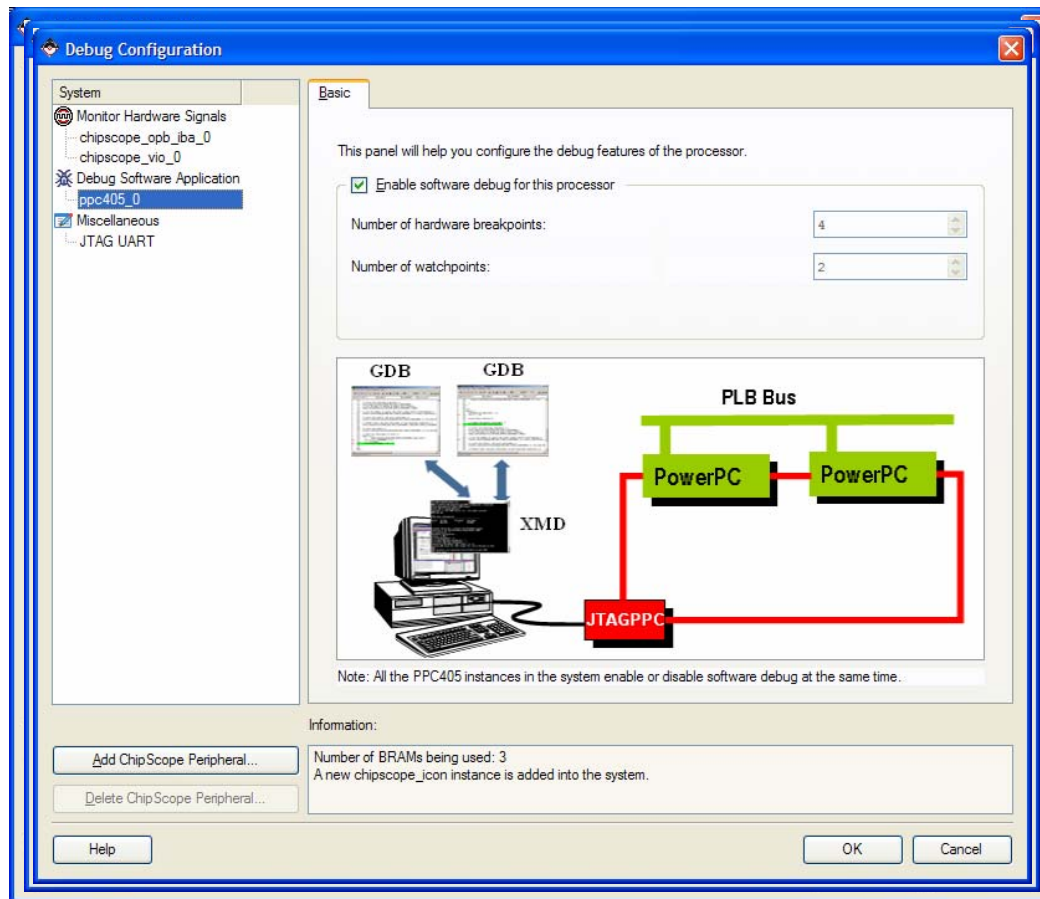 Debug Configuration
System
Monitor Hardware Signals
chipscope_opb_iba_0
chipscope_vio_0
Debug Software Application
ppc405_0
Miscellaneous
JTAG UART
Basic
This panel will help you configure the debug features of the processor.
Enable software debug for this processor
Number of hardware breakpoints: 4
Number of watchpoints: 2
GDB GDB
PLB Bus
PowerPC PowerPC
XMD
JTAGPPC
Note: All the PPC405 instances in the system enable or disable software debug at the same time.
Information:
Number of BRAMs being used: 3
A new chipscope_icon instance is added into the system.
Add ChipScope Peripheral...
Delete ChipScope Peripheral...
Help OK Cancel